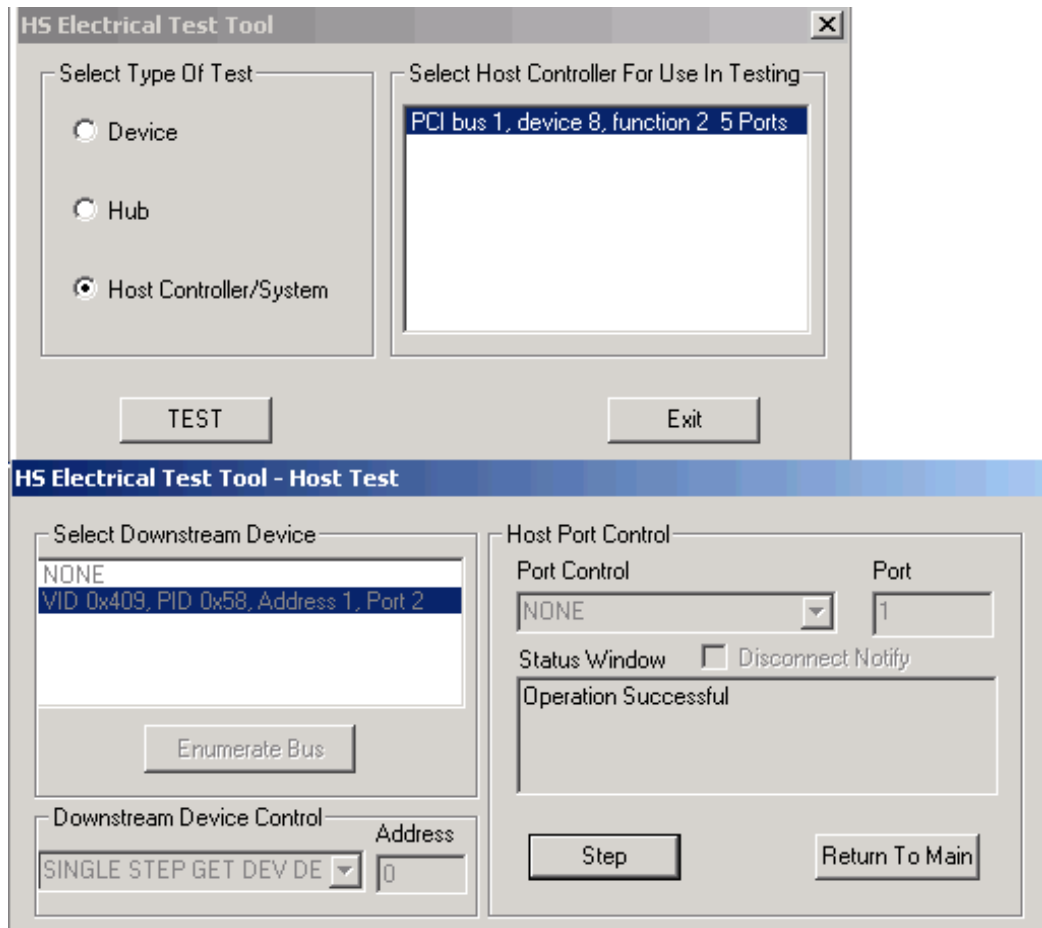 HS Electrical Test Tool
Select Type Of Test
Device
Hub
Host Controller/System
Select Host Controller For Use In Testing
PCI bus 1, device 8, function 2 5 Ports
TEST
Exit
HS Electrical Test Tool - Host Test
Select Downstream Device
NONE
VID 0x409, PID 0x58, Address 1, Port 2
Enumerate Bus
Downstream Device Control
Address
SINGLE STEP GET DEV DE
0
Host Port Control
Port Control
Port
NONE
1
Status Window
Disconnect Notify
Operation Successful
Step
Return To Main